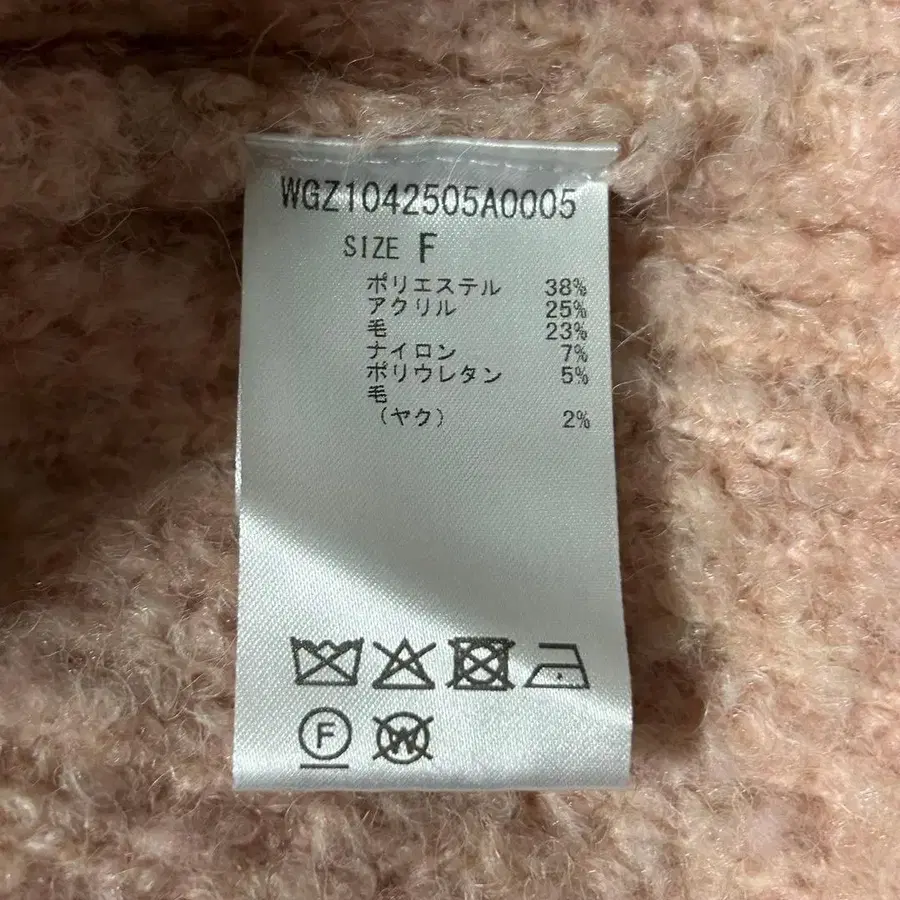 WGZ1042505A0005
SIZE F
ポリエステル 38%
アクリル 25%
毛 23%
ナイロン 7%
ポリウレタン 5%
毛
(ヤク) 2%
F
W